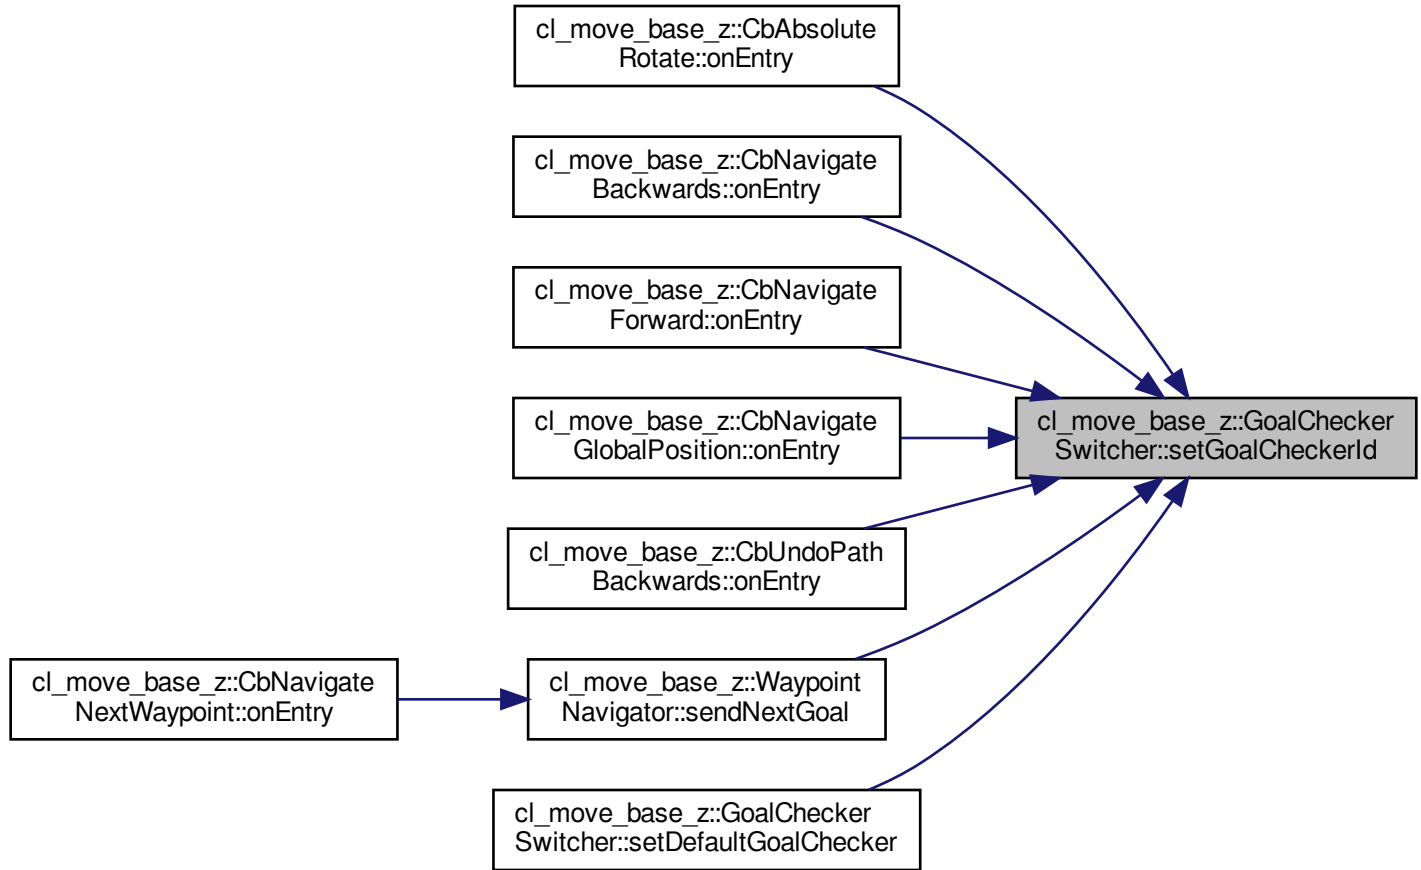 cl_move_base_z::CbAbsolute
Rotate::onEntry
cl_move_base_z::CbNavigate
Backwards::onEntry
cl_move_base_z::CbNavigate
Forward::onEntry
cl_move_base_z::CbNavigate
GlobalPosition::onEntry
cl_move_base_z::GoalChecker
Switcher::setGoalCheckerId
cl_move_base_z::CbUndoPath
Backwards::onEntry
cl_move_base_z::CbNavigate
NextWaypoint::onEntry
cl_move_base_z::Waypoint
Navigator::sendNextGoal
cl_move_base_z::GoalChecker
Switcher::setDefaultGoalChecker